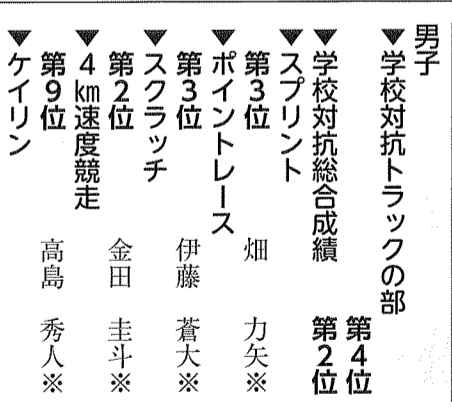 男子
▼学校対抗トラックの部
第4位
▼学校対抗総合成績 第2位
▼スプリント
第3位 畑 力矢※
▼ポイントレース
第3位 伊藤 蒼大※
▼スクラッチ
第2位 金田 圭斗※
▼4㎞速度競走
第9位 高島 秀人※
▼ケイリン